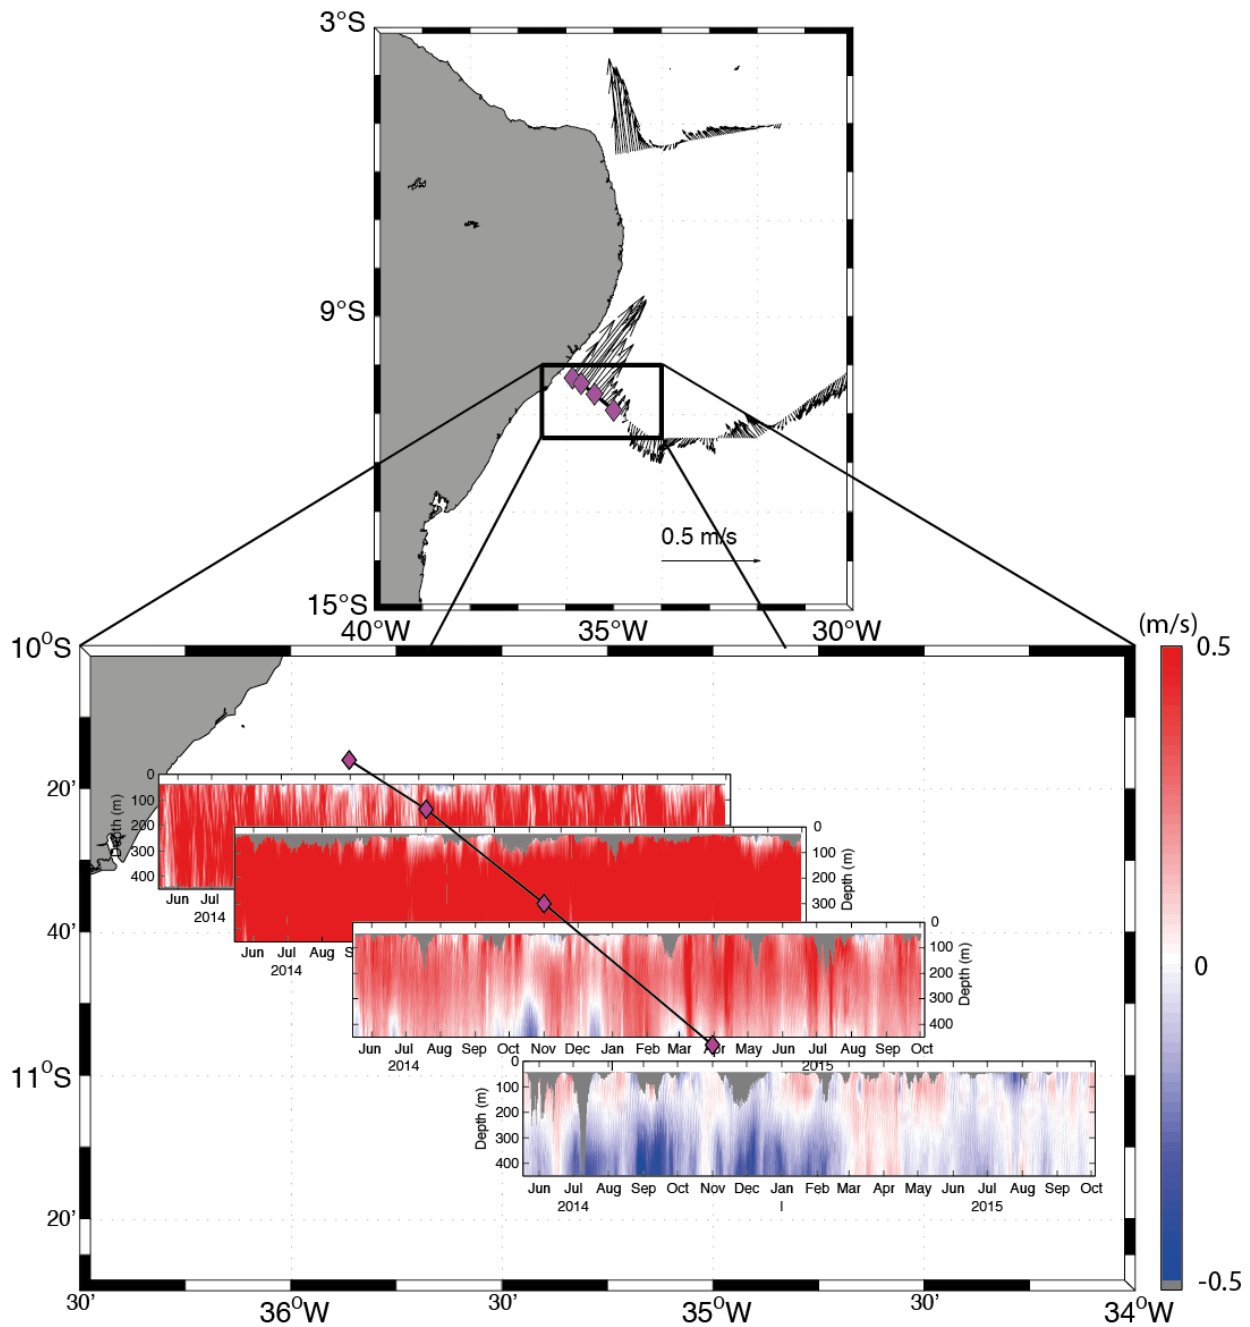 3°S
9°S
0.5 m/s
15°S
40°W 35°W 30°W
(m/s)
10°S 0.5
0
20' 100
200
300
400
Depth (m)
Jun Jul
2014
0
100
200
300
Depth (m)
Jun Jul Aug S
2014
40'
0
100
200
300
400
Depth (m)
Jun Jul Aug Sep Oct Nov Dec Jan Feb Mar Apr May Jun Jul Aug Sep Oct
2014 2015
0
11°S 100
200
300
400
Depth (m)
Jun Jul Aug Sep Oct Nov Dec Jan Feb Mar Apr May Jun Jul Aug Sep Oct
2014 2015
0
20'
-0.5
30' 36°W 30' 35°W 30' 34°W